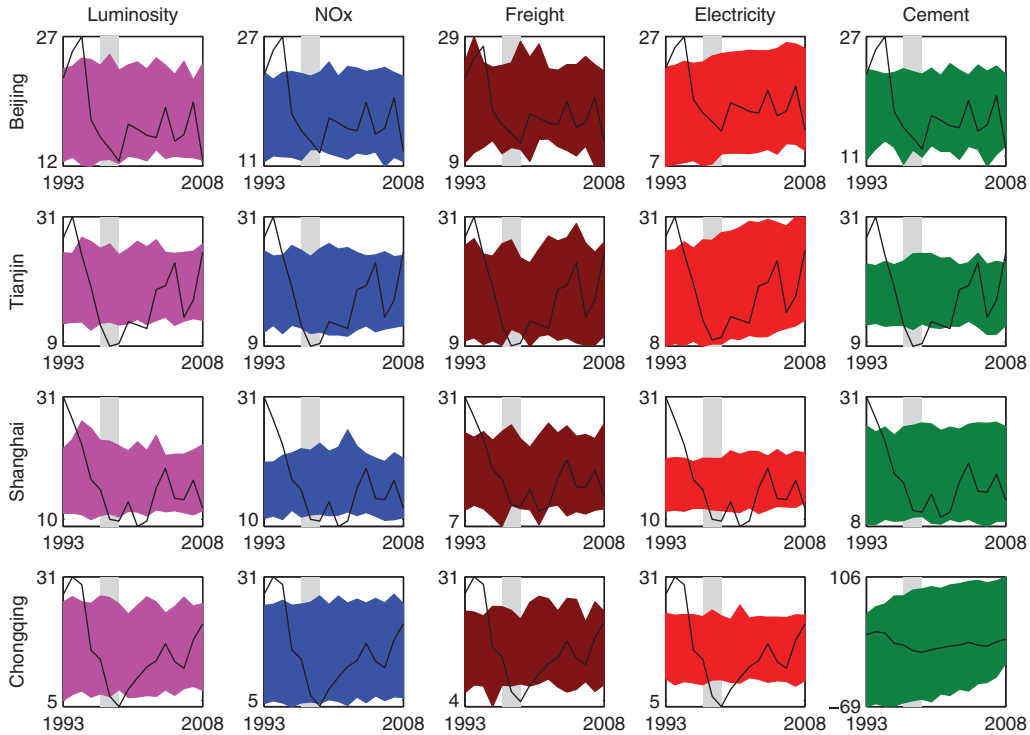 Luminosity NOx Freight Electricity Cement
Beijing
27 27 29 27 27
12 11 9 7 11
1993 2008 1993 2008 1993 2008 1993 2008 1993 2008
Tianjin
31 31 31 31 31
9 9 9 8 9
1993 2008 1993 2008 1993 2008 1993 2008 1993 2008
Shanghai
31 31 31 31 31
10 10 7 10 8
1993 2008 1993 2008 1993 2008 1993 2008 1993 2008
Chongqing
31 31 31 31 106
5 5 4 5 −69
1993 2008 1993 2008 1993 2008 1993 2008 1993 2008